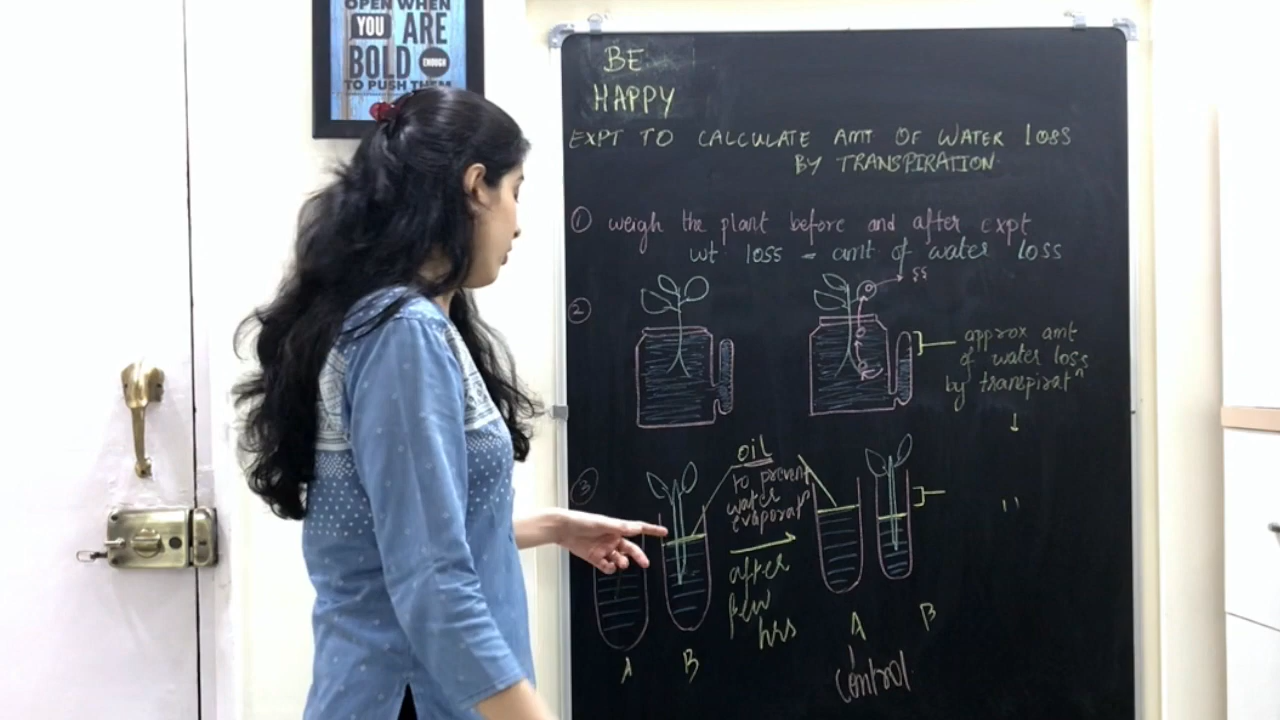 OPEN WHEN
YOU ARE
BOLD ENOUGH
TO PUSH THEM
BE
HAPPY
EXPT TO CALCULATE AMT OF WATER LOSS
BY TRANSPIRATION
① weigh the plant before and after expt
wt loss = amt of water loss
②
approx amt
of water loss
by transpiratⁿ
③
oil
to prevent
water
evaporatⁿ
after
few
hrs
A
B
A
B
control